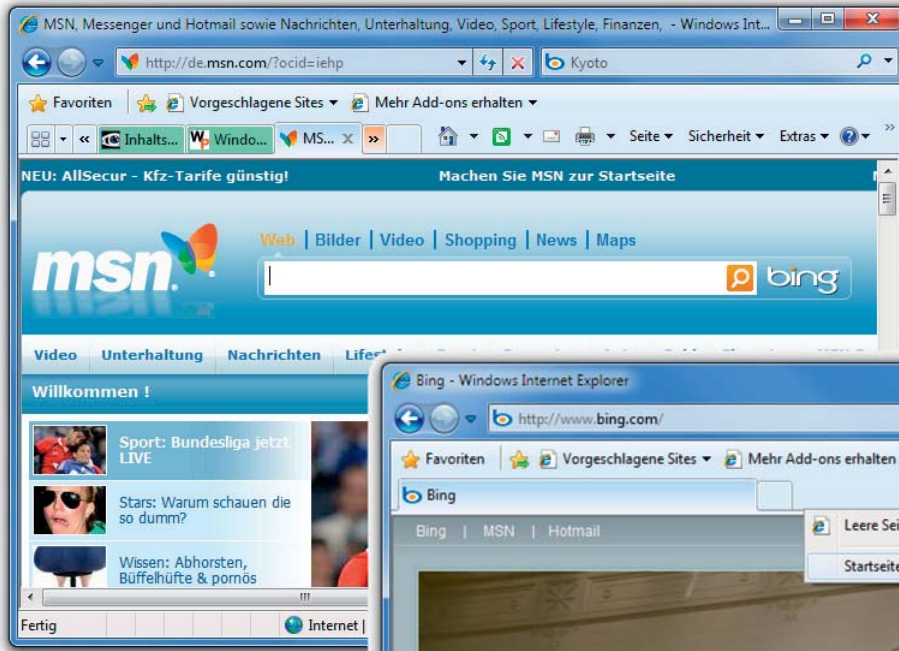 MSN, Messenger und Hotmail sowie Nachrichten, Unterhaltung, Video, Sport, Lifestyle, Finanzen, - Windows Int...
http://de.msn.com/?ocid=iehp
Kyoto
Favoriten Vorgeschlagene Sites Mehr Add-ons erhalten
Inhalts... Windo... MS... Seite Sicherheit Extras
NEU: AllSecur - Kfz-Tarife günstig! Machen Sie MSN zur Startseite
Web | Bilder | Video | Shopping | News | Maps
msn. bing
Video Unterhaltung Nachrichten
Willkommen !
Sport: Bundesliga jetzt
LIVE
Stars: Warum schauen die
so dumm?
Wissen: Abhorsten,
Büffelhüfte & pornös
Fertig Internet |
Bing - Windows Internet Explorer
http://www.bing.com/
Favoriten Vorgeschlagene Sites Mehr Add-ons erhalten
Bing
Bing | MSN | Hotmail
Leere Sei
Startseite